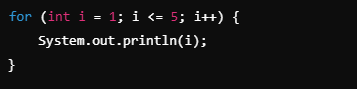 for (int i = 1; i <= 5; i++) {
    System.out.println(i);
}